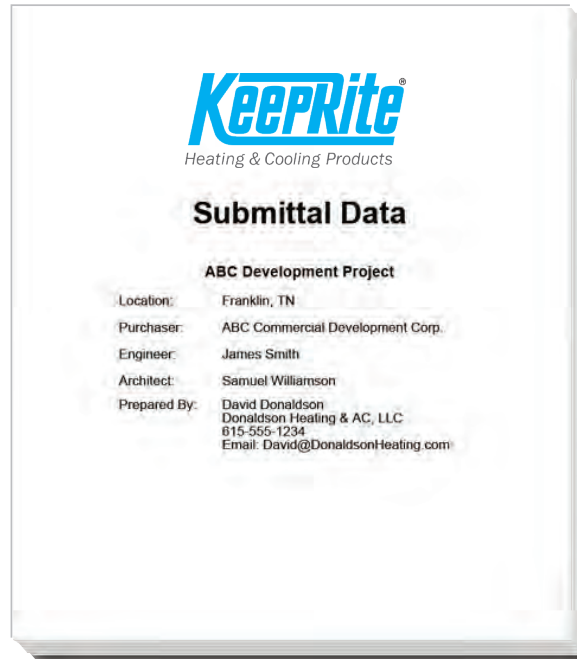 KeepRite®
Heating & Cooling Products
Submittal Data
ABC Development Project
Location: Franklin, TN
Purchaser: ABC Commercial Development Corp.
Engineer: James Smith
Architect: Samuel Williamson
Prepared By: David Donaldson
Donaldson Heating & AC, LLC
615-555-1234
Email: David@DonaldsonHeating.com